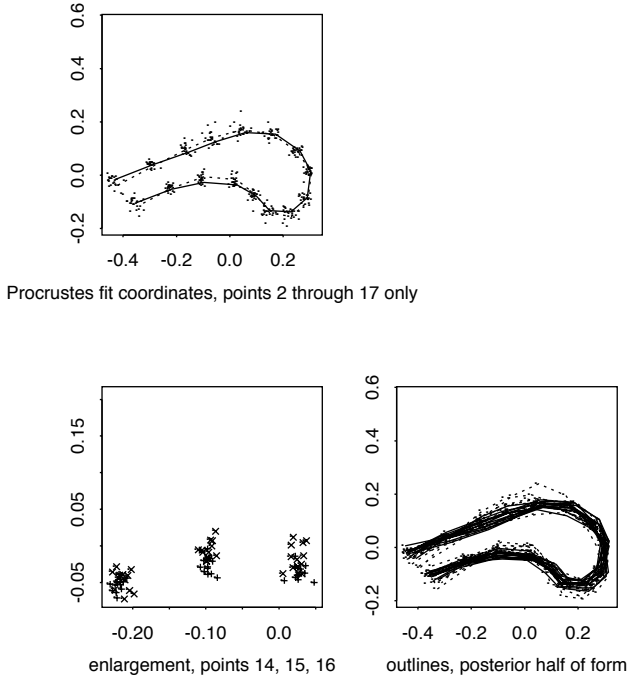 0.6
0.4
0.2
0.0
-0.2
-0.4 -0.2 0.0 0.2
Procrustes fit coordinates, points 2 through 17 only
0.15
0.05
-0.05
-0.20 -0.10 0.0
enlargement, points 14, 15, 16
0.6
0.4
0.2
0.0
-0.2
-0.4 -0.2 0.0 0.2
outlines, posterior half of form